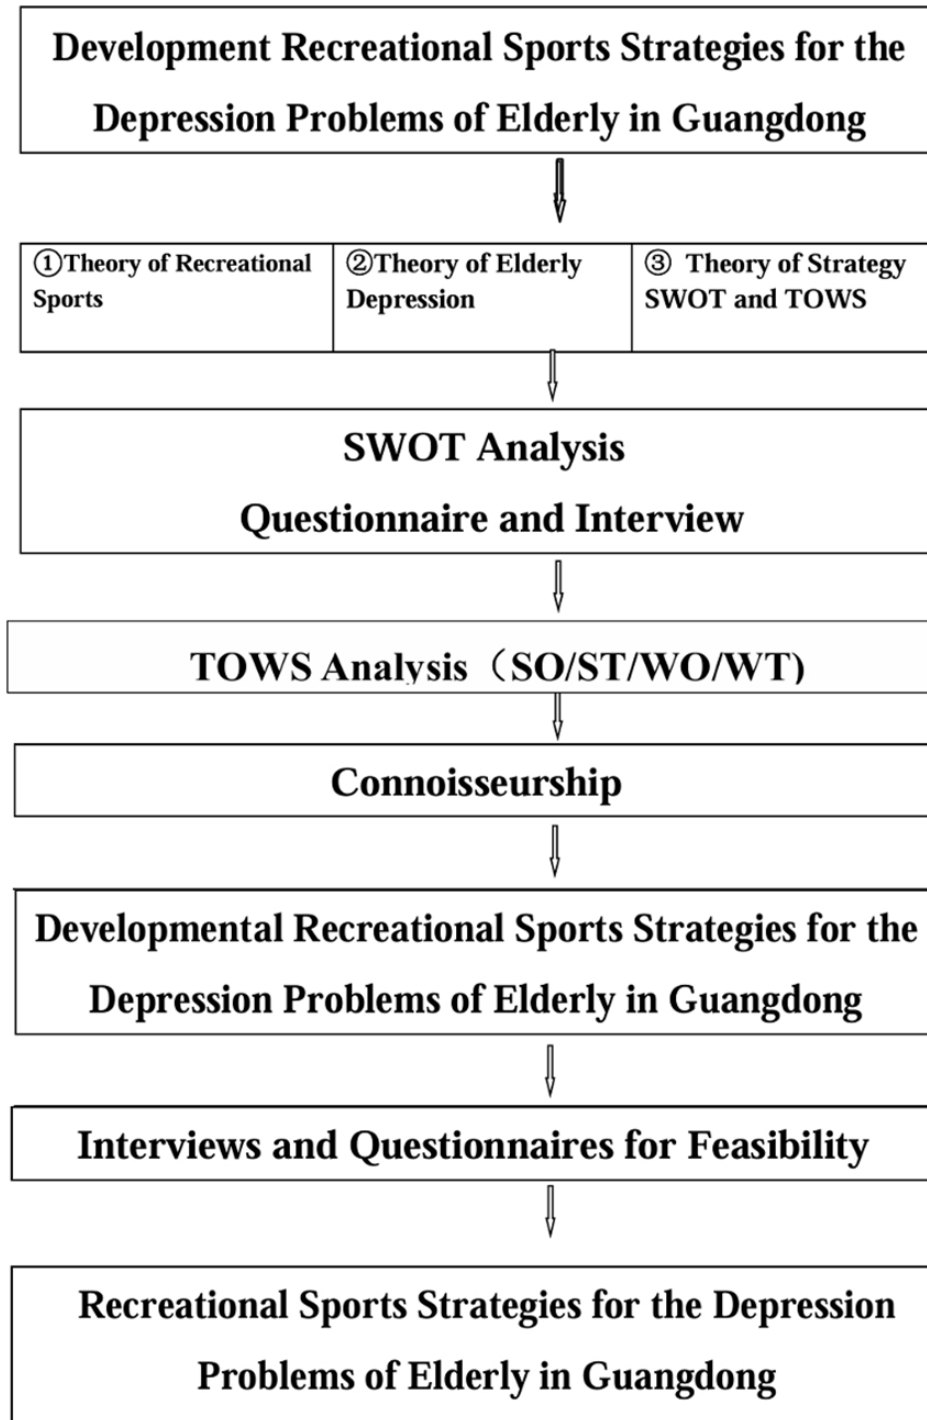 Development Recreational Sports Strategies for the
Depression Problems of Elderly in Guangdong
①Theory of Recreational
Sports
②Theory of Elderly
Depression
③ Theory of Strategy
SWOT and TOWS
SWOT Analysis
Questionnaire and Interview
TOWS Analysis（SO/ST/WO/WT)
Connoisseurship
Developmental Recreational Sports Strategies for the
Depression Problems of Elderly in Guangdong
Interviews and Questionnaires for Feasibility
Recreational Sports Strategies for the Depression
Problems of Elderly in Guangdong